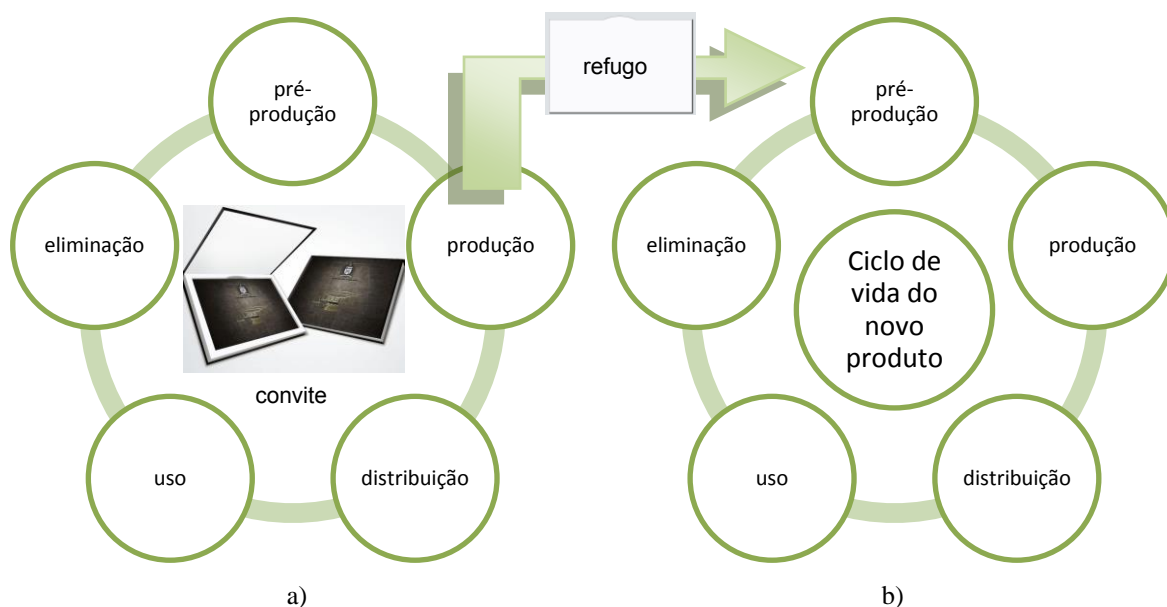 refugo
pré-
produção
eliminação
produção
convite
uso
distribuição
a)
pré-
produção
eliminação
produção
Ciclo de
vida do
novo
produto
uso
distribuição
b)